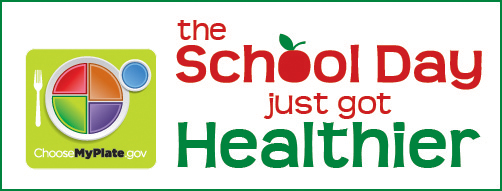 the
School Day
just got
Healthier
ChooseMyPlate.gov